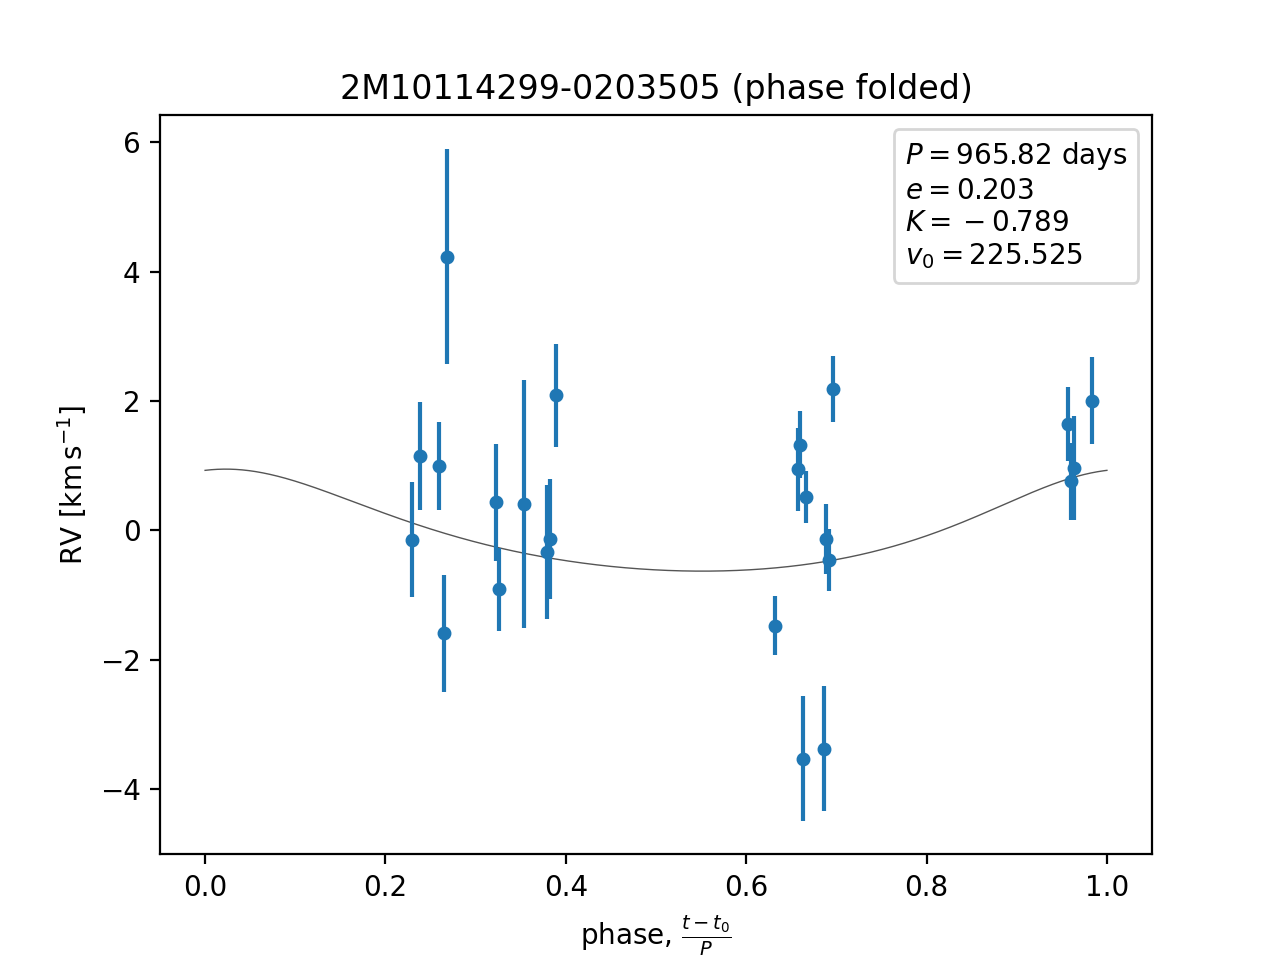 2M10114299-0203505 (phase folded)
P = 965.82 days
e = 0.203
K = −0.789
v₀ = 225.525
RV [km s⁻¹]
6
4
2
0
−2
−4
0.0 0.2 0.4 0.6 0.8 1.0
phase, (t − t₀)/P